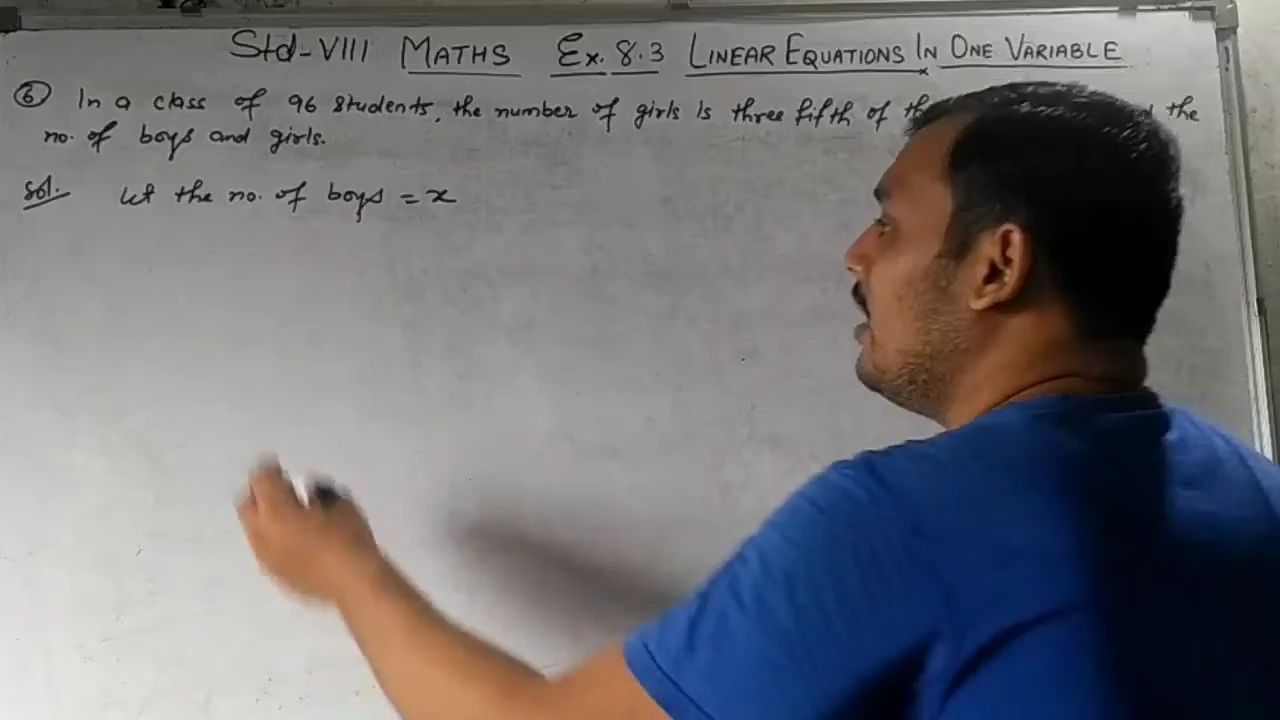 Std-VIII MATHS Ex. 8.3 LINEAR EQUATIONS IN ONE VARIABLE
6 In a class of 96 students, the number of girls is three fifth of the
no. of boys and girls.
Sol. Let the no. of boys = x